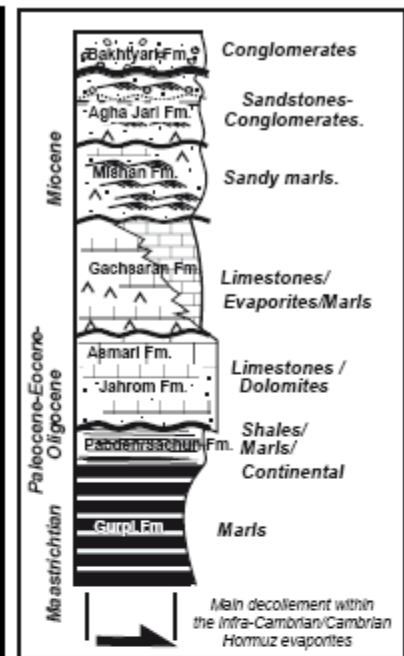 Bakhtyari Fm.
Conglomerates
Agha Jari Fm.
Sandstones-
Conglomerates.
Miocene
Mishan Fm.
Sandy marls.
Gachsaran Fm.
Limestones/
Evaporites/Marls
Asmari Fm.
Jahrom Fm.
Limestones /
Dolomites
Paleocene-Eocene-
Oligocene
Pabdeh/Sachun Fm.
Shales/
Marls/
Continental
Maastrichtian
Gurpi Fm
Marls
Main decollement within
the Infra-Cambrian/Cambrian
Hormuz evaporites